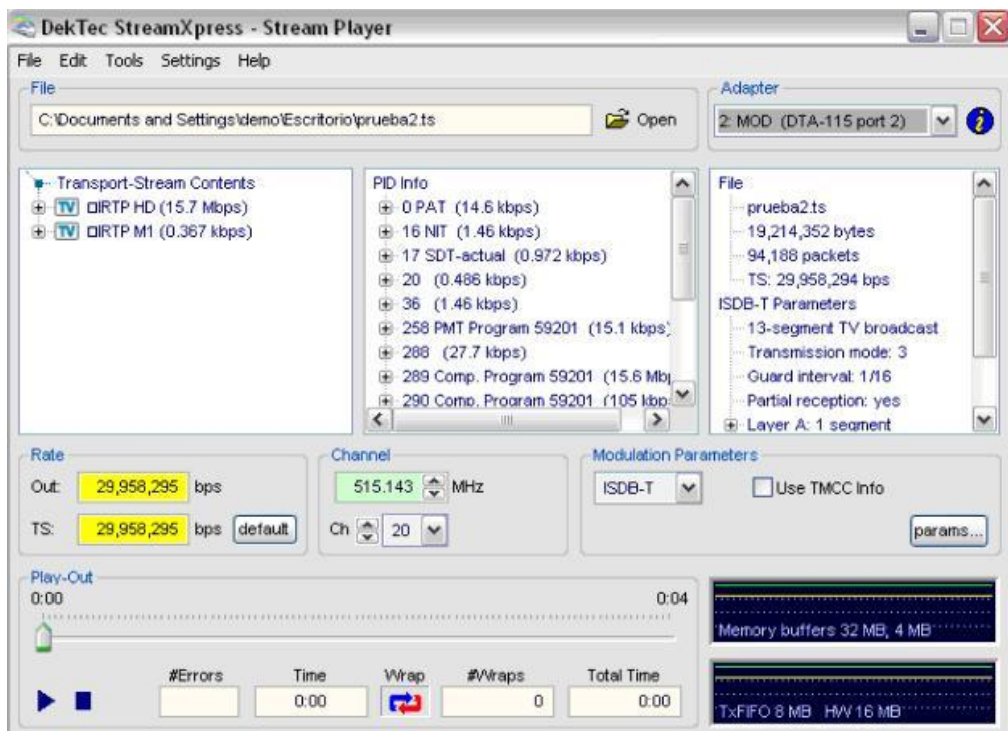 DekTec StreamXpress - Stream Player
File Edit Tools Settings Help
File
C:\Documents and Settings\demo\Escritorio\prueba2.ts
Open
Adapter
2: MOD (DTA-115 port 2)
Transport-Stream Contents
TV □IRTP HD (15.7 Mbps)
TV □IRTP M1 (0.367 kbps)
PID Info
0 PAT (14.6 kbps)
16 NIT (1.46 kbps)
17 SDT-actual (0.972 kbps)
20 (0.486 kbps)
36 (1.46 kbps)
258 PMT Program 59201 (15.1 kbps)
288 (27.7 kbps)
289 Comp. Program 59201 (15.6 Mb
290 Comp. Program 59201 (105 kbp
File
prueba2.ts
19,214,352 bytes
94,188 packets
TS: 29,958,294 bps
ISDB-T Parameters
13-segment TV broadcast
Transmission mode: 3
Guard interval: 1/16
Partial reception: yes
Layer A: 1 segment
Rate
Out: 29,958,295 bps
TS: 29,958,295 bps default
Channel
515.143 MHz
Ch 20
Modulation Parameters
ISDB-T Use TMCC Info
params...
Play-Out
0:00 0:04
#Errors Time Wrap #Wraps Total Time
0:00 0 0:00
Memory buffers 32 MB; 4 MB
TxFIFO 8 MB HW 16 MB